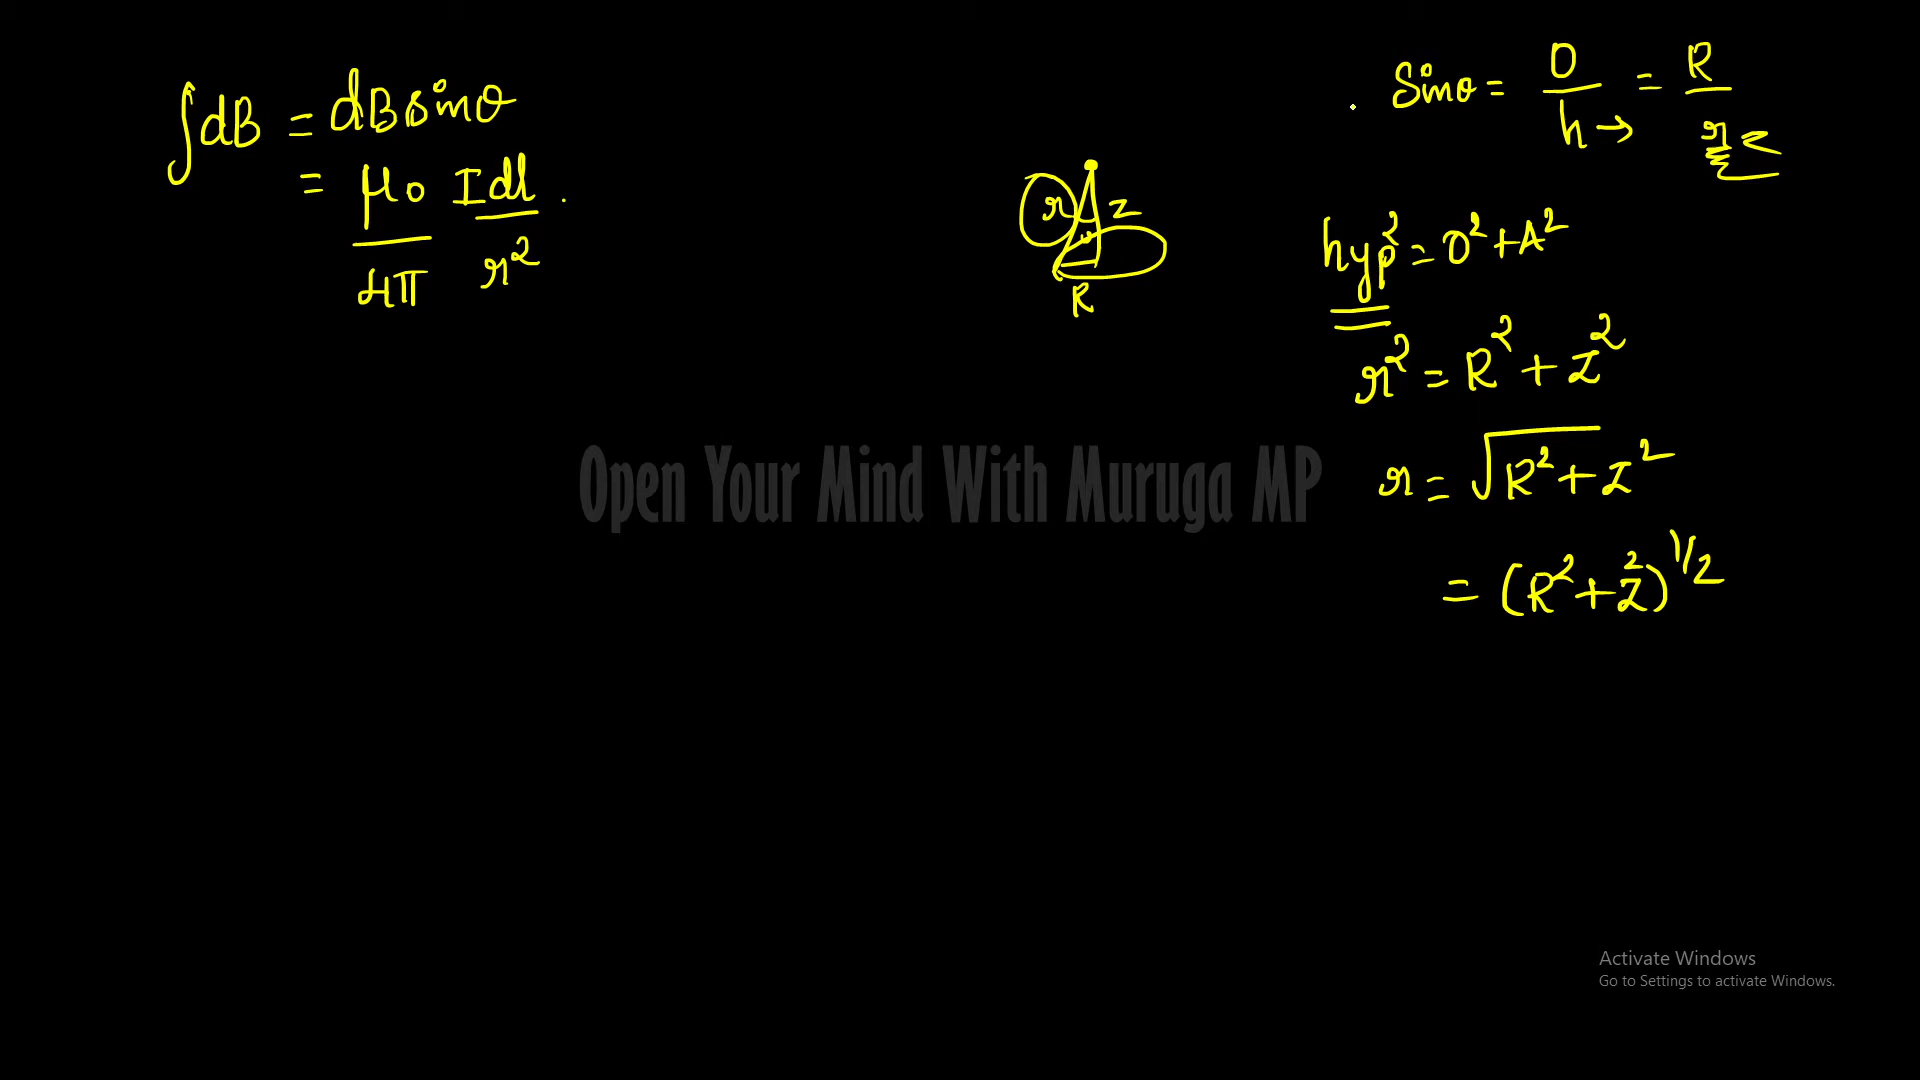 ∫dB = dB sinθ
= μ₀/4π Idl/r² .
r z
R
. Sinθ = O/h → = R/r
hyp² = O² + A²
r² = R² + Z²
r = √R² + Z²
= (R² + Z²)^1/2
Open Your Mind With Muruga MP
Activate Windows
Go to Settings to activate Windows.